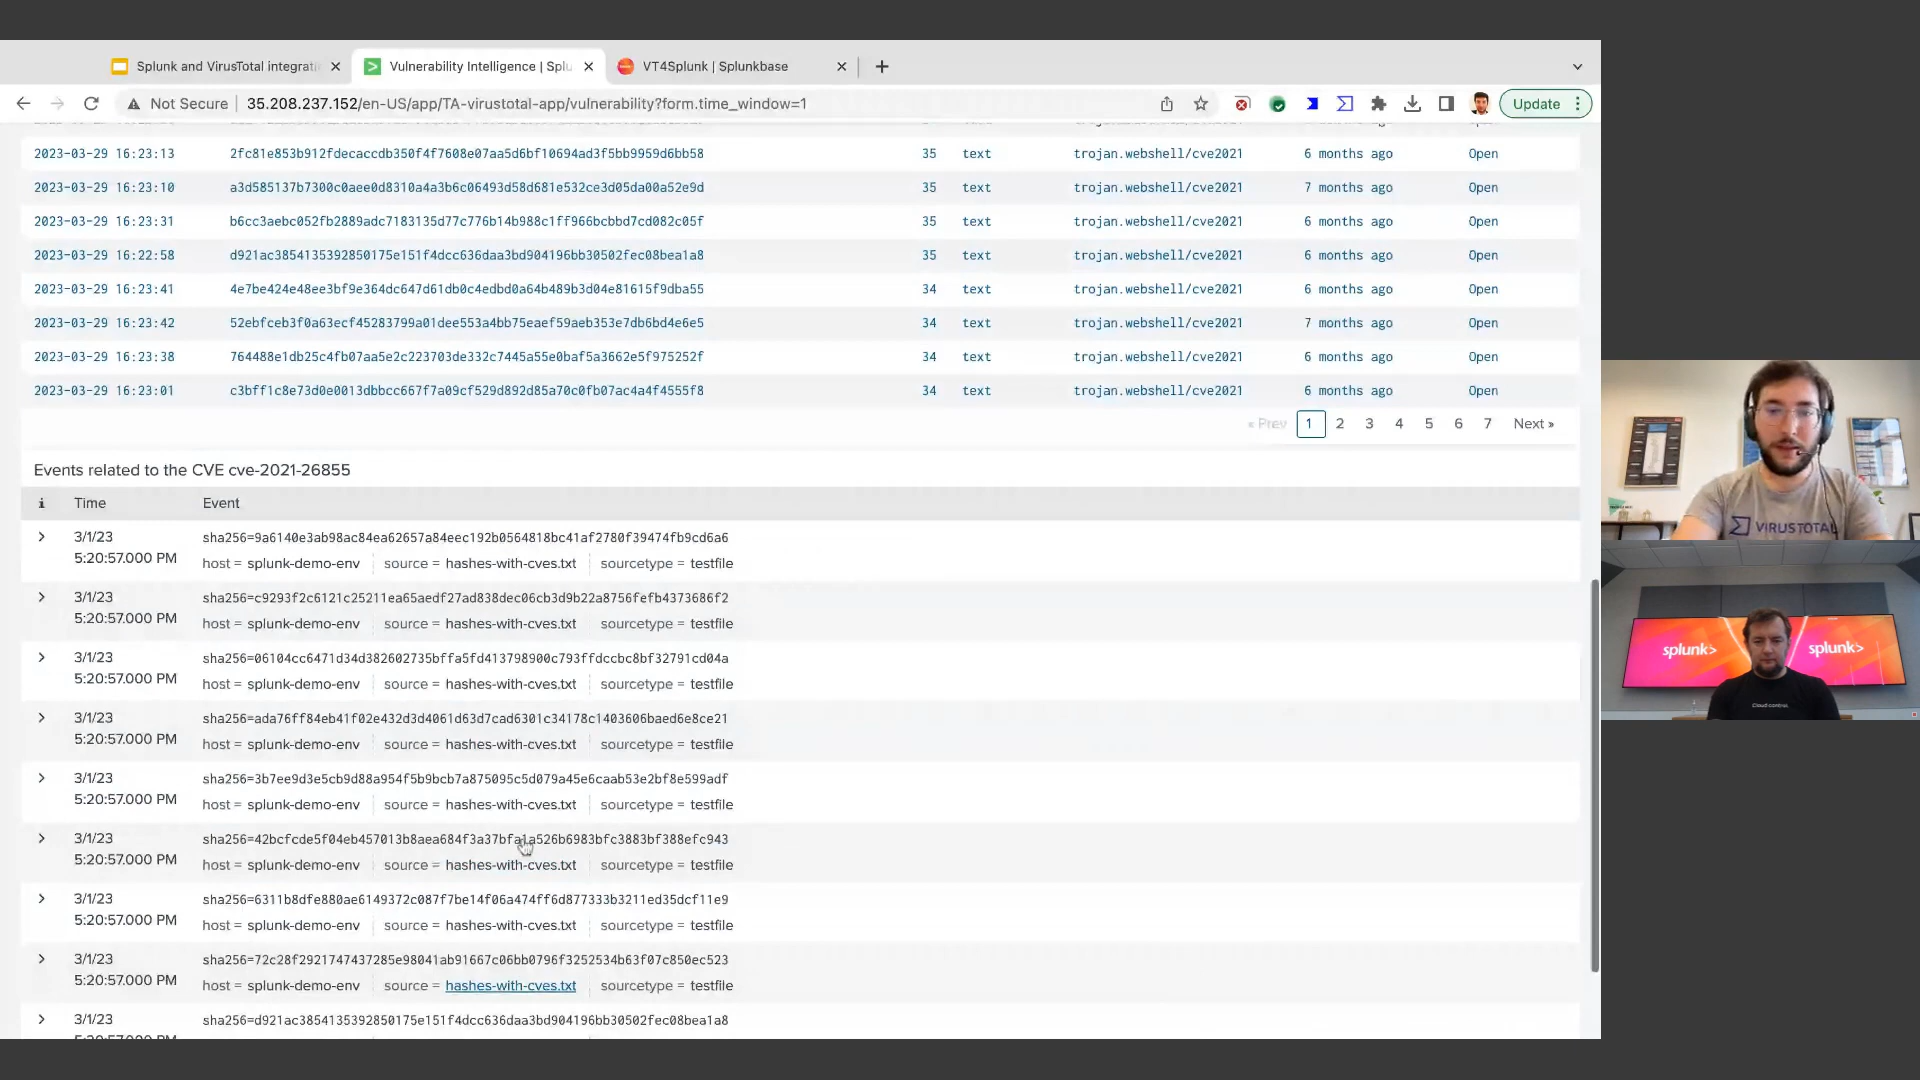 Splunk and VirusTotal integrati
Vulnerability Intelligence | Splu
VT4Splunk | Splunkbase
Not Secure
35.208.237.152/en-US/app/TA-virustotal-app/vulnerability?form.time_window=1
Update
2023-03-29 16:23:13 2fc81e853b912fdecaccdb350f4f7608e07aa5d6bf10694ad3f5bb9959d6bb58 35 text trojan.webshell/cve2021 6 months ago Open
2023-03-29 16:23:10 a3d585137b7300c0aee0d8310a4a3b6c06493d58d681e532ce3d05da00a52e9d 35 text trojan.webshell/cve2021 7 months ago Open
2023-03-29 16:23:31 b6cc3aebc052fb2889adc7183135d77c776b14b988c1ff966bcbbd7cd082c05f 35 text trojan.webshell/cve2021 6 months ago Open
2023-03-29 16:22:58 d921ac3854135392850175e151f4dcc636daa3bd904196bb30502fec08bea1a8 35 text trojan.webshell/cve2021 6 months ago Open
2023-03-29 16:23:41 4e7be424e48ee3bf9e364dc647d61db0c4edbd0a64b489b3d04e81615f9dba55 34 text trojan.webshell/cve2021 6 months ago Open
2023-03-29 16:23:42 52ebfceb3f0a63ecf45283799a01dee553a4bb75eaef59aeb353e7db6bd4e6e5 34 text trojan.webshell/cve2021 7 months ago Open
2023-03-29 16:23:38 764488e1db25c4fb07aa5e2c223703de332c7445a55e0baf5a3662e5f975252f 34 text trojan.webshell/cve2021 6 months ago Open
2023-03-29 16:23:01 c3bff1c8e73d0e0013dbbcc667f7a09cf529d892d85a70c0fb07ac4a4f4555f8 34 text trojan.webshell/cve2021 6 months ago Open
« Prev 1 2 3 4 5 6 7 Next »
Events related to the CVE cve-2021-26855
i Time Event
3/1/23 sha256=9a6140e3ab98ac84ea62657a84eec192b0564818bc41af2780f39474fb9cd6a6
5:20:57.000 PM host = splunk-demo-env source = hashes-with-cves.txt sourcetype = testfile
3/1/23 sha256=c9293f2c6121c25211ea65aedf27ad838dec06cb3d9b22a8756fefb4373686f2
5:20:57.000 PM host = splunk-demo-env source = hashes-with-cves.txt sourcetype = testfile
3/1/23 sha256=06104cc6471d34d382602735bffa5fd413798900c793ffdccbc8bf32791cd04a
5:20:57.000 PM host = splunk-demo-env source = hashes-with-cves.txt sourcetype = testfile
3/1/23 sha256=ada76ff84eb41f02e432d3d4061d63d7cad6301c34178c1403606baed6e8ce21
5:20:57.000 PM host = splunk-demo-env source = hashes-with-cves.txt sourcetype = testfile
3/1/23 sha256=3b7ee9d3e5cb9d88a954f5b9bcb7a875095c5d079a45e6caab53e2bf8e599adf
5:20:57.000 PM host = splunk-demo-env source = hashes-with-cves.txt sourcetype = testfile
3/1/23 sha256=42bcfcde5f04eb457013b8aea684f3a37bfa1a526b6983bfc3883bf388efc943
5:20:57.000 PM host = splunk-demo-env source = hashes-with-cves.txt sourcetype = testfile
3/1/23 sha256=6311b8dfe880ae6149372c087f7be14f06a474ff6d877333b3211ed35dcf11e9
5:20:57.000 PM host = splunk-demo-env source = hashes-with-cves.txt sourcetype = testfile
3/1/23 sha256=72c28f2921747437285e98041ab91667c06bb0796f3252534b63f07c850ec523
5:20:57.000 PM host = splunk-demo-env source = hashes-with-cves.txt sourcetype = testfile
3/1/23 sha256=d921ac3854135392850175e151f4dcc636daa3bd904196bb30502fec08bea1a8
VIRUSTOTAL
splunk> splunk>
Cloud control.